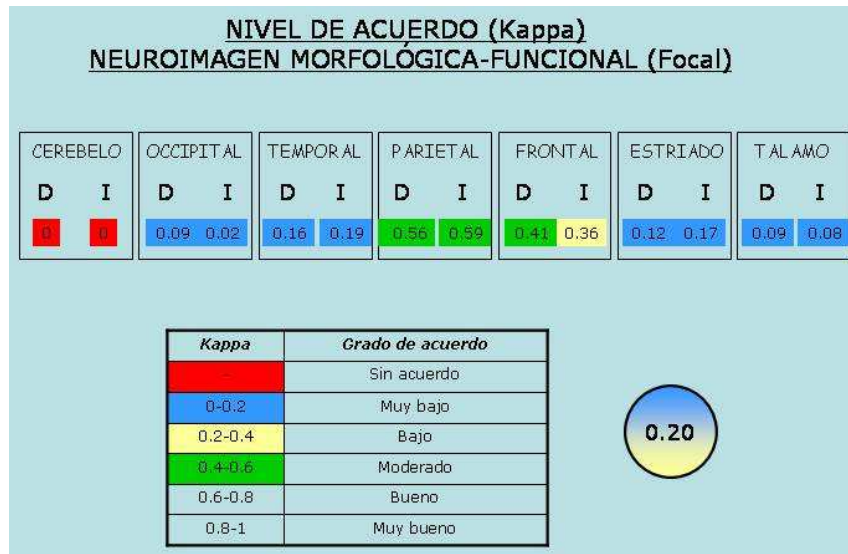 NIVEL DE ACUERDO (Kappa)
NEUROIMAGEN MORFOLÓGICA-FUNCIONAL (Focal)
CEREBELO OCCIPITAL TEMPORAL PARIETAL FRONTAL ESTRIADO TALAMO
D I D I D I D I D I D I D I
0 0 0.09 0.02 0.16 0.19 0.56 0.59 0.41 0.36 0.12 0.17 0.09 0.08
Kappa Grado de acuerdo
- Sin acuerdo
0-0.2 Muy bajo
0.2-0.4 Bajo
0.4-0.6 Moderado
0.6-0.8 Bueno
0.8-1 Muy bueno
0.20